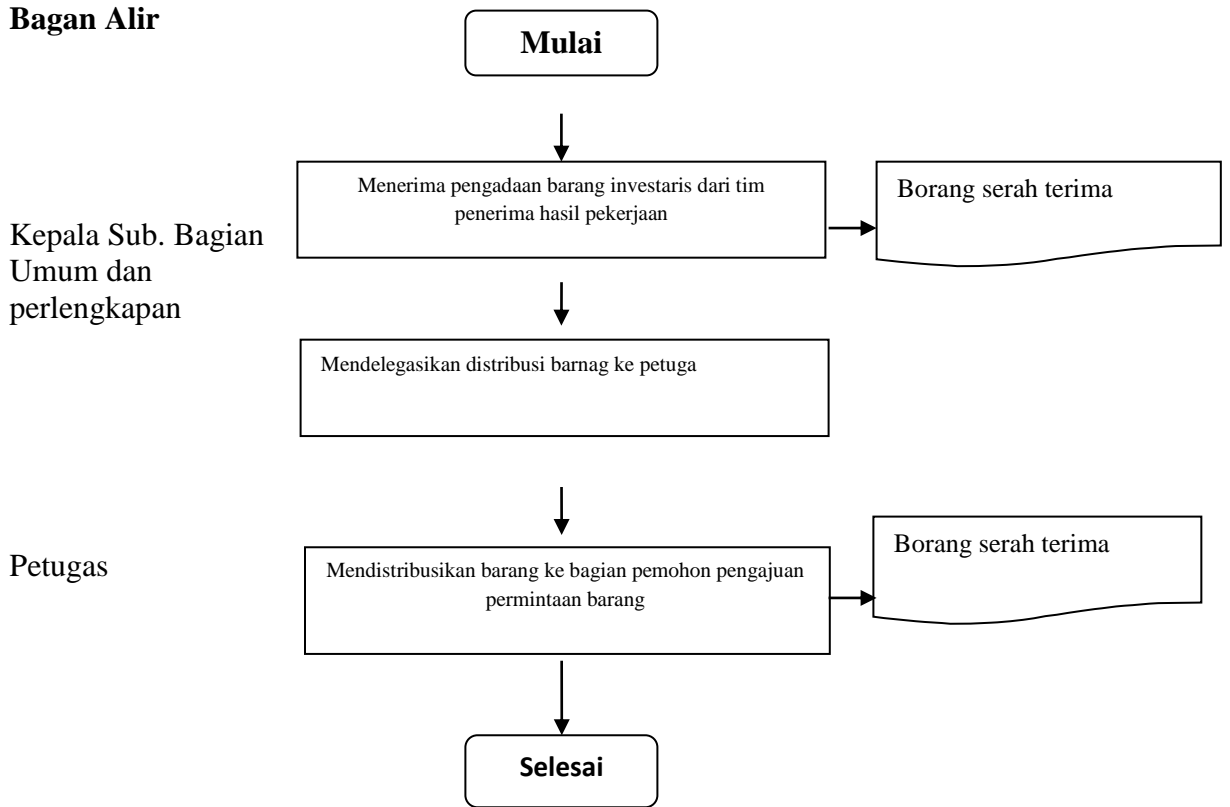 Bagan Alir
Mulai
Menerima pengadaan barang investaris dari tim
penerima hasil pekerjaan
Borang serah terima
Kepala Sub. Bagian
Umum dan
perlengkapan
Mendelegasikan distribusi barnag ke petuga
Petugas
Mendistribusikan barang ke bagian pemohon pengajuan
permintaan barang
Borang serah terima
Selesai